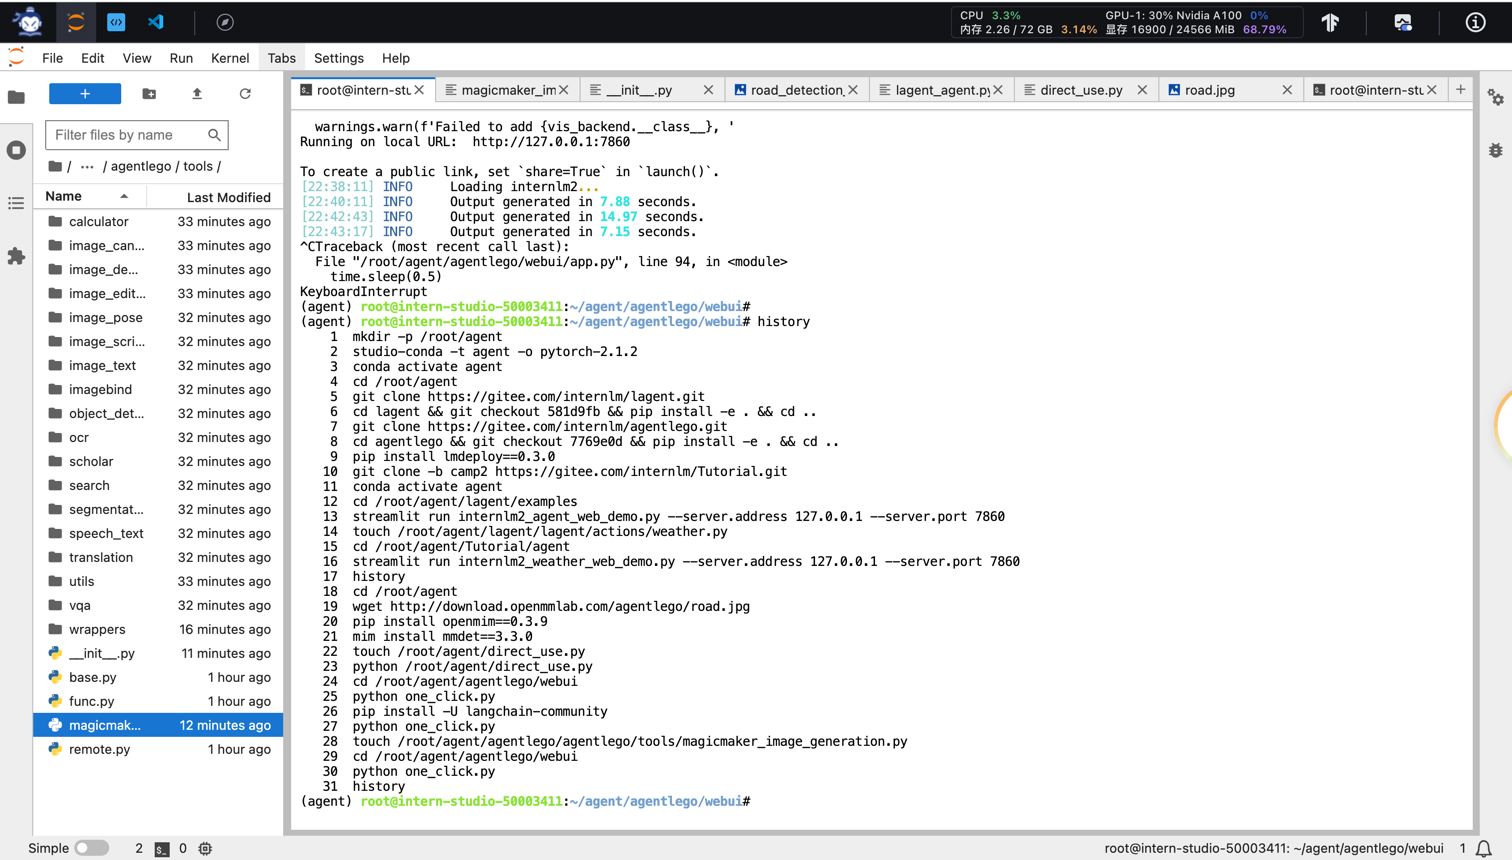 CPU 3.3% GPU-1: 30% Nvidia A100 0%
内存 2.26 / 72 GB 3.14% 显存 16900 / 24566 MiB 68.79%
File Edit View Run Kernel Tabs Settings Help
root@intern-stu
magicmaker_im
__init__.py
road_detection_
lagent_agent.py
direct_use.py
road.jpg
root@intern-stu
Filter files by name
/ ··· / agentlego / tools /
Name Last Modified
calculator 33 minutes ago
image_can... 33 minutes ago
image_de... 33 minutes ago
image_edit... 33 minutes ago
image_pose 32 minutes ago
image_scri... 32 minutes ago
image_text 32 minutes ago
imagebind 32 minutes ago
object_det... 32 minutes ago
ocr 32 minutes ago
scholar 32 minutes ago
search 32 minutes ago
segmentat... 32 minutes ago
speech_text 32 minutes ago
translation 32 minutes ago
utils 33 minutes ago
vqa 32 minutes ago
wrappers 16 minutes ago
__init__.py 11 minutes ago
base.py 1 hour ago
func.py 1 hour ago
magicmak... 12 minutes ago
remote.py 1 hour ago
warnings.warn(f'Failed to add {vis_backend.__class__}, '
Running on local URL:  http://127.0.0.1:7860
To create a public link, set `share=True` in `launch()`.
[22:38:11] INFO     Loading internlm2...
[22:40:11] INFO     Output generated in 7.88 seconds.
[22:42:43] INFO     Output generated in 14.97 seconds.
[22:43:17] INFO     Output generated in 7.15 seconds.
^CTraceback (most recent call last):
File "/root/agent/agentlego/webui/app.py", line 94, in <module>
time.sleep(0.5)
KeyboardInterrupt
(agent) root@intern-studio-50003411:~/agent/agentlego/webui#
(agent) root@intern-studio-50003411:~/agent/agentlego/webui# history
1  mkdir -p /root/agent
2  studio-conda -t agent -o pytorch-2.1.2
3  conda activate agent
4  cd /root/agent
5  git clone https://gitee.com/internlm/lagent.git
6  cd lagent && git checkout 581d9fb && pip install -e . && cd ..
7  git clone https://gitee.com/internlm/agentlego.git
8  cd agentlego && git checkout 7769e0d && pip install -e . && cd ..
9  pip install lmdeploy==0.3.0
10  git clone -b camp2 https://gitee.com/internlm/Tutorial.git
11  conda activate agent
12  cd /root/agent/lagent/examples
13  streamlit run internlm2_agent_web_demo.py --server.address 127.0.0.1 --server.port 7860
14  touch /root/agent/lagent/lagent/actions/weather.py
15  cd /root/agent/Tutorial/agent
16  streamlit run internlm2_weather_web_demo.py --server.address 127.0.0.1 --server.port 7860
17  history
18  cd /root/agent
19  wget http://download.openmmlab.com/agentlego/road.jpg
20  pip install openmim==0.3.9
21  mim install mmdet==3.3.0
22  touch /root/agent/direct_use.py
23  python /root/agent/direct_use.py
24  cd /root/agent/agentlego/webui
25  python one_click.py
26  pip install -U langchain-community
27  python one_click.py
28  touch /root/agent/agentlego/agentlego/tools/magicmaker_image_generation.py
29  cd /root/agent/agentlego/webui
30  python one_click.py
31  history
(agent) root@intern-studio-50003411:~/agent/agentlego/webui#
Simple 2 0 root@intern-studio-50003411: ~/agent/agentlego/webui 1